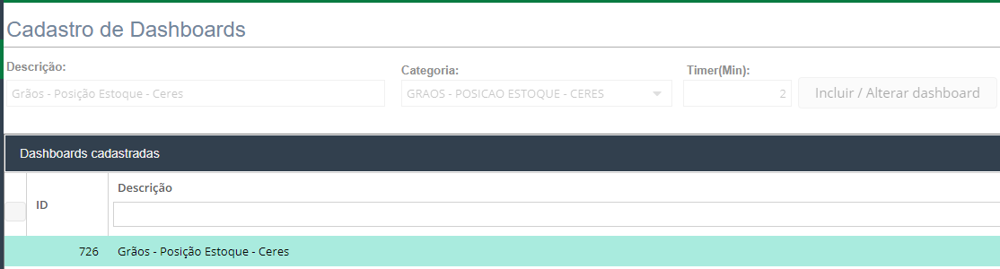 Cadastro de Dashboards
Descrição: Categoria: Timer(Min):
Grãos - Posição Estoque - Ceres GRAOS - POSICAO ESTOQUE - CERES 2 Incluir / Alterar dashboard
Dashboards cadastradas
ID Descrição
726 Grãos - Posição Estoque - Ceres